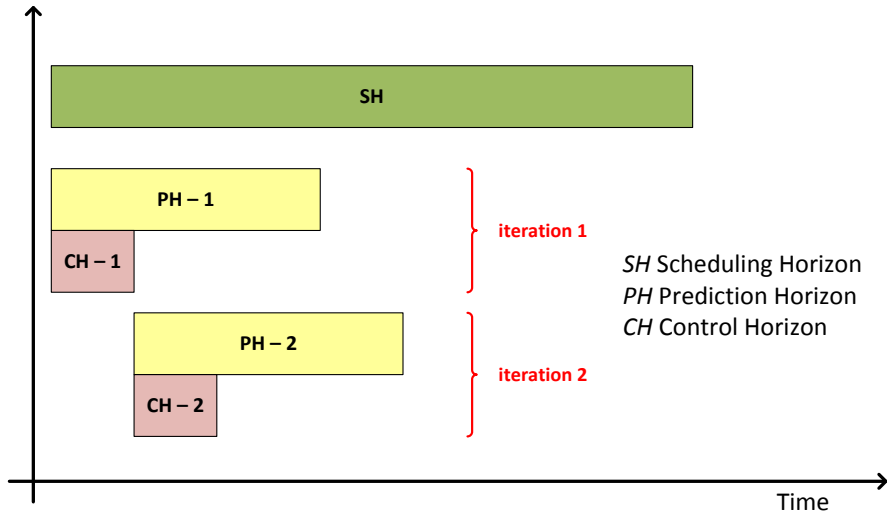 SH
PH – 1
CH – 1
iteration 1
SH Scheduling Horizon
PH Prediction Horizon
CH Control Horizon
PH – 2
CH – 2
iteration 2
Time